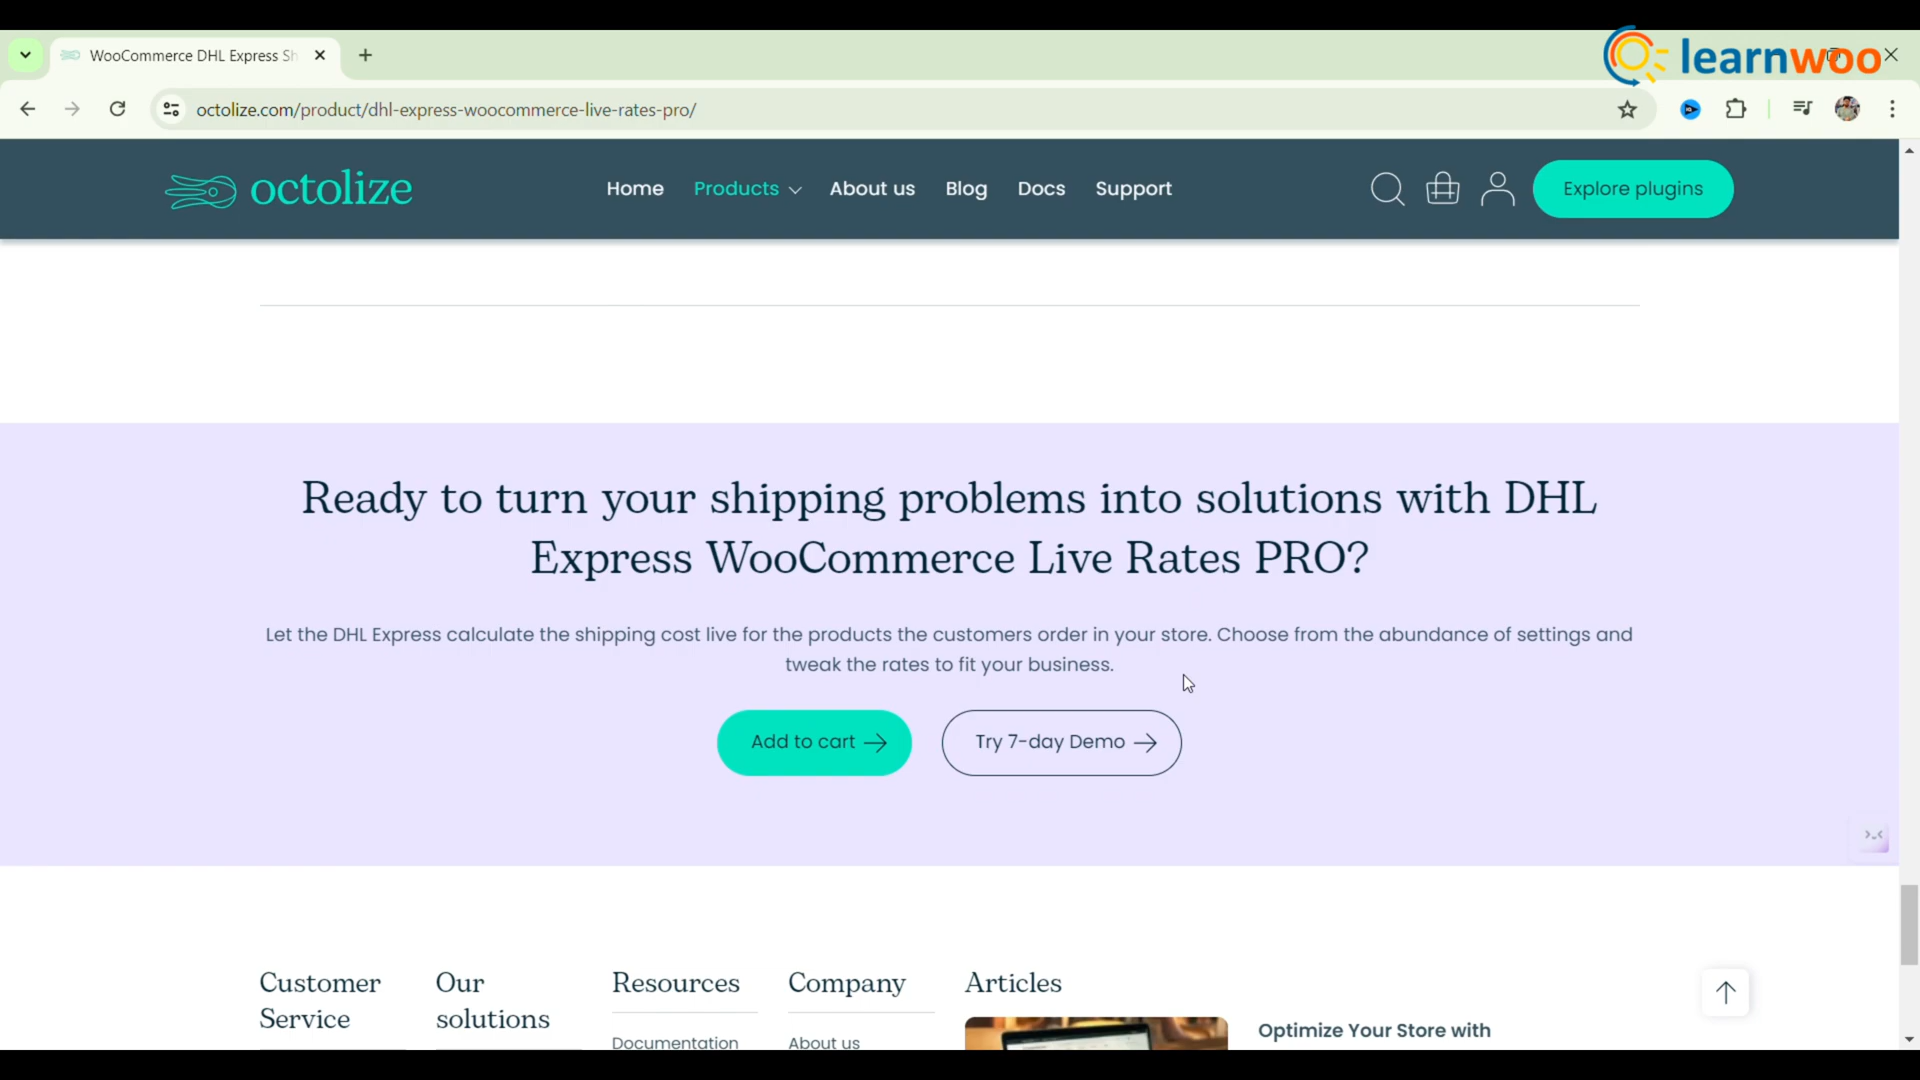 WooCommerce DHL Express Sh
learnwoo
octolize.com/product/dhl-express-woocommerce-live-rates-pro/
octolize
Home
Products
About us
Blog
Docs
Support
Explore plugins
Ready to turn your shipping problems into solutions with DHL
Express WooCommerce Live Rates PRO?
Let the DHL Express calculate the shipping cost live for the products the customers order in your store. Choose from the abundance of settings and
tweak the rates to fit your business.
Add to cart
Try 7-day Demo
Customer
Service
Our
solutions
Resources
Documentation
Company
About us
Articles
Optimize Your Store with